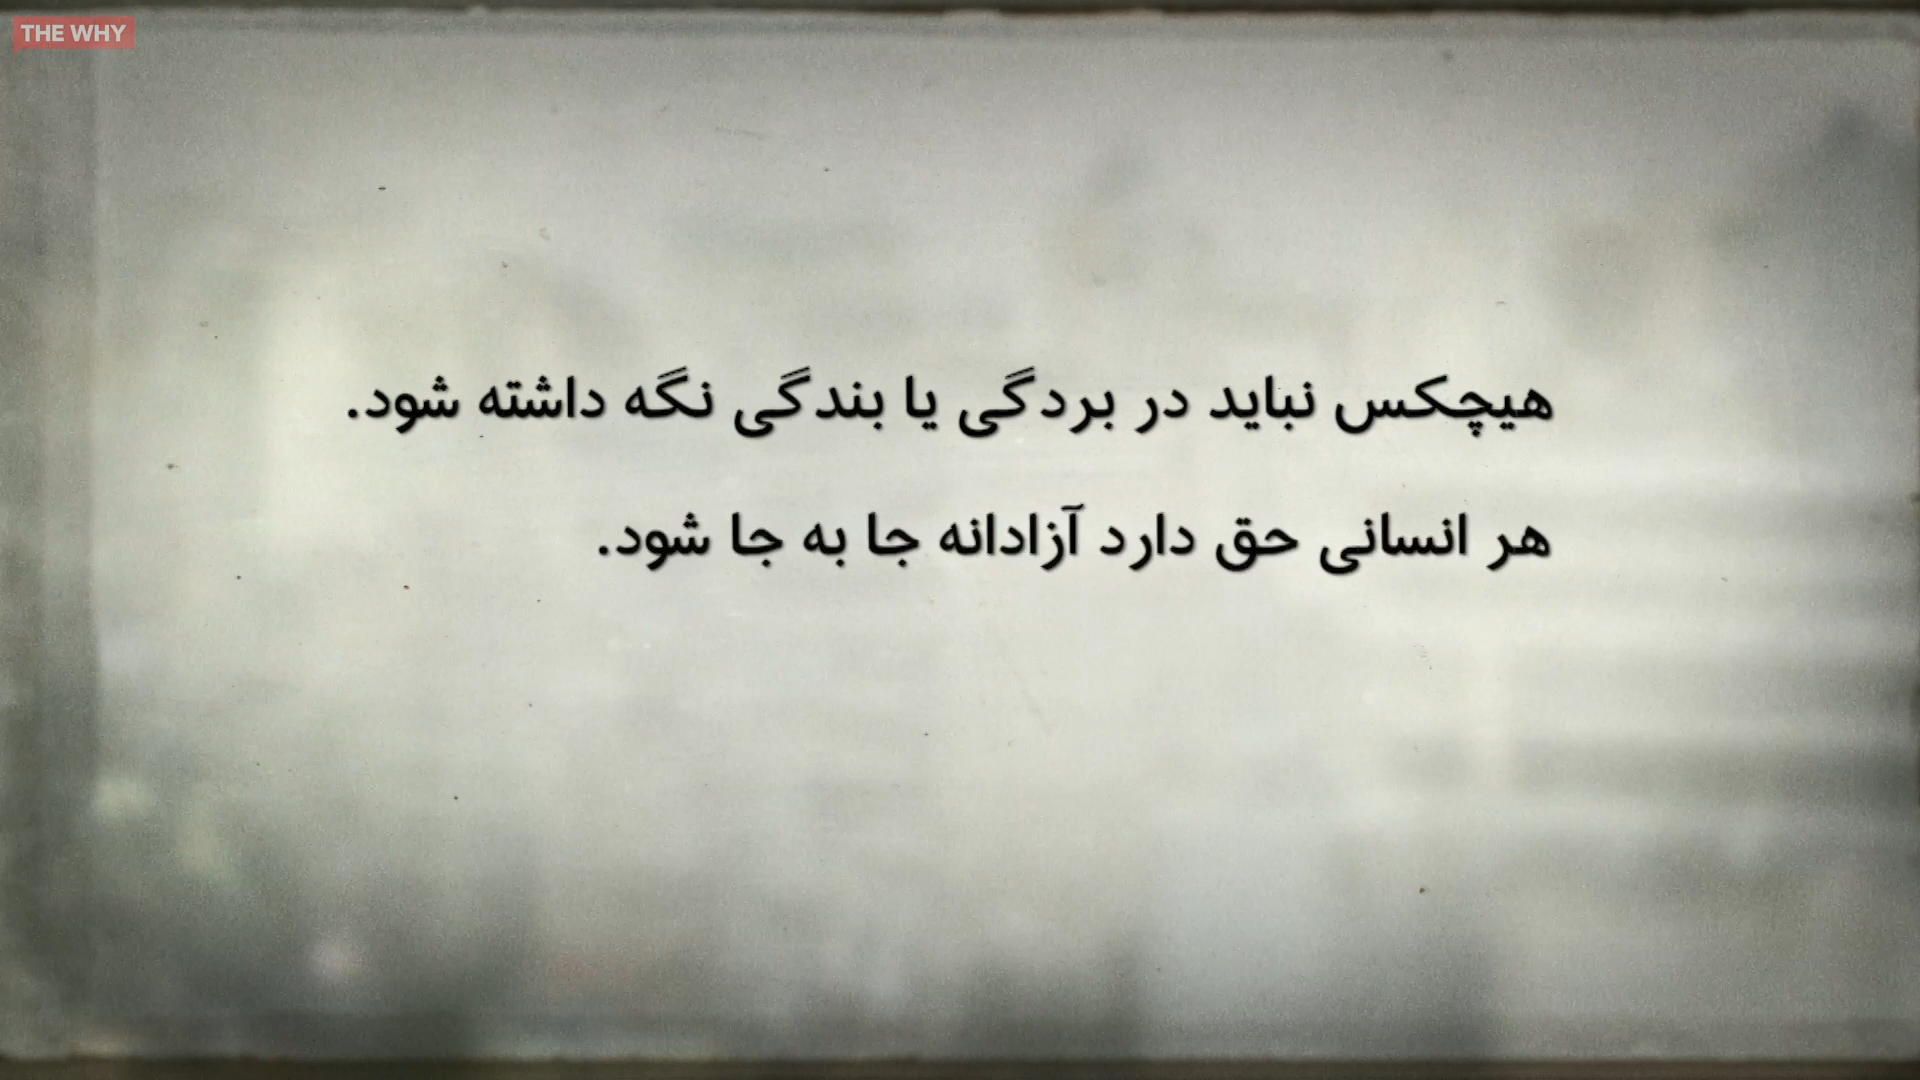 THE WHY
هیچکس نباید در بردگی یا بندگی نگه داشته شود.
هر انسانی حق دارد آزادانه جا به جا شود.